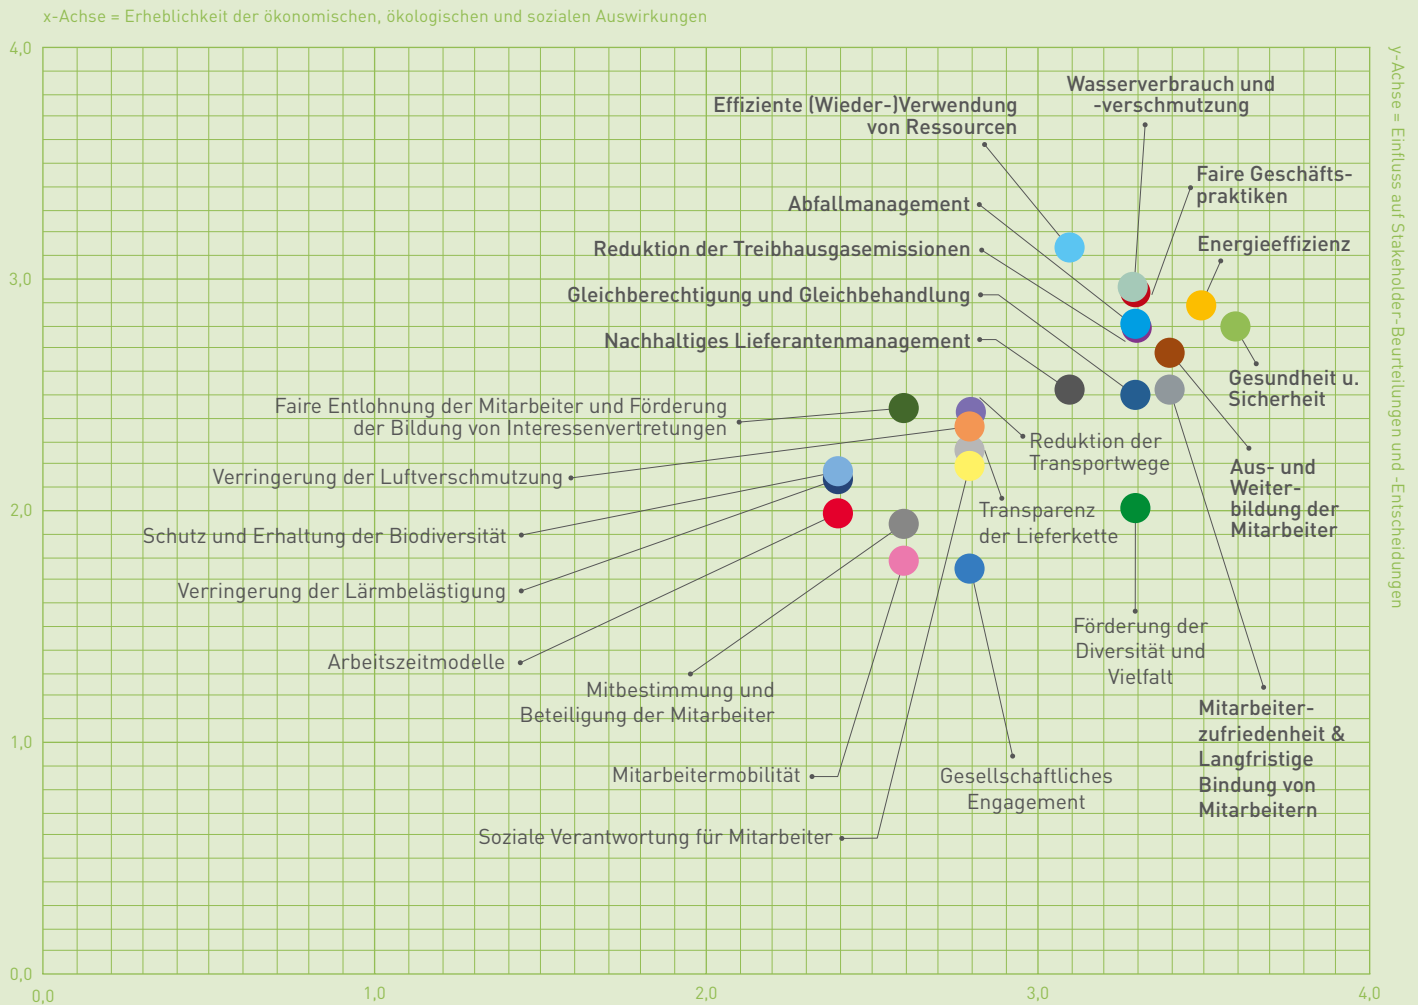 x-Achse = Erheblichkeit der ökonomischen, ökologischen und sozialen Auswirkungen
y-Achse = Einfluss auf Stakeholder-Beurteilungen und -Entscheidungen
4,0
3,0
2,0
1,0
0,0
0,0
1,0
2,0
3,0
4,0
Wasserverbrauch und
-verschmutzung
Effiziente (Wieder-)Verwendung
von Ressourcen
Faire Geschäfts-
praktiken
Abfallmanagement
Energieeffizienz
Reduktion der Treibhausgasemissionen
Gleichberechtigung und Gleichbehandlung
Nachhaltiges Lieferantenmanagement
Gesundheit u.
Sicherheit
Faire Entlohnung der Mitarbeiter und Förderung
der Bildung von Interessenvertretungen
Reduktion der
Transportwege
Verringerung der Luftverschmutzung
Aus- und
Weiter-
bildung der
Mitarbeiter
Transparenz
der Lieferkette
Schutz und Erhaltung der Biodiversität
Verringerung der Lärmbelästigung
Förderung der
Diversität und
Vielfalt
Arbeitszeitmodelle
Mitbestimmung und
Beteiligung der Mitarbeiter
Mitarbeiter-
zufriedenheit &
Langfristige
Bindung von
Mitarbeitern
Mitarbeitermobilität
Gesellschaftliches
Engagement
Soziale Verantwortung für Mitarbeiter